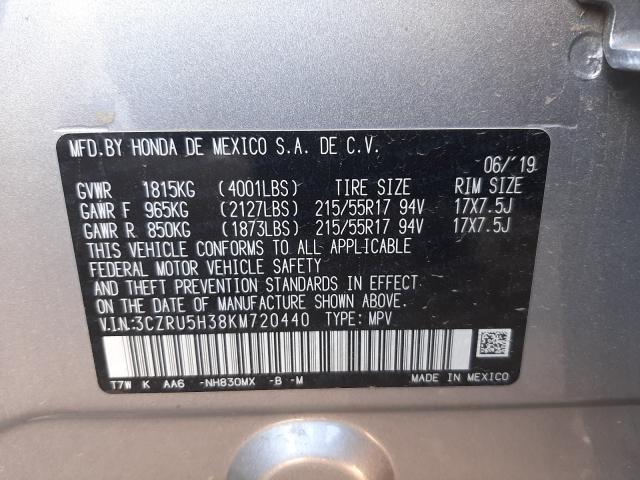 MFD. BY HONDA DE MEXICO S.A. DE C.V.
06/'19
GVWR 1815KG (4001LBS) TIRE SIZE RIM SIZE
GAWR F 965KG (2127LBS) 215/55R17 94V 17X7.5J
GAWR R 850KG (1873LBS) 215/55R17 94V 17X7.5J
THIS VEHICLE CONFORMS TO ALL APPLICABLE
FEDERAL MOTOR VEHICLE SAFETY
AND THEFT PREVENTION STANDARDS IN EFFECT
ON THE DATE OF MANUFACTURE SHOWN ABOVE.
V.I.N:3CZRU5H38KM720440 TYPE: MPV
T7W K AA6 -NH830MX -B -M MADE IN MEXICO